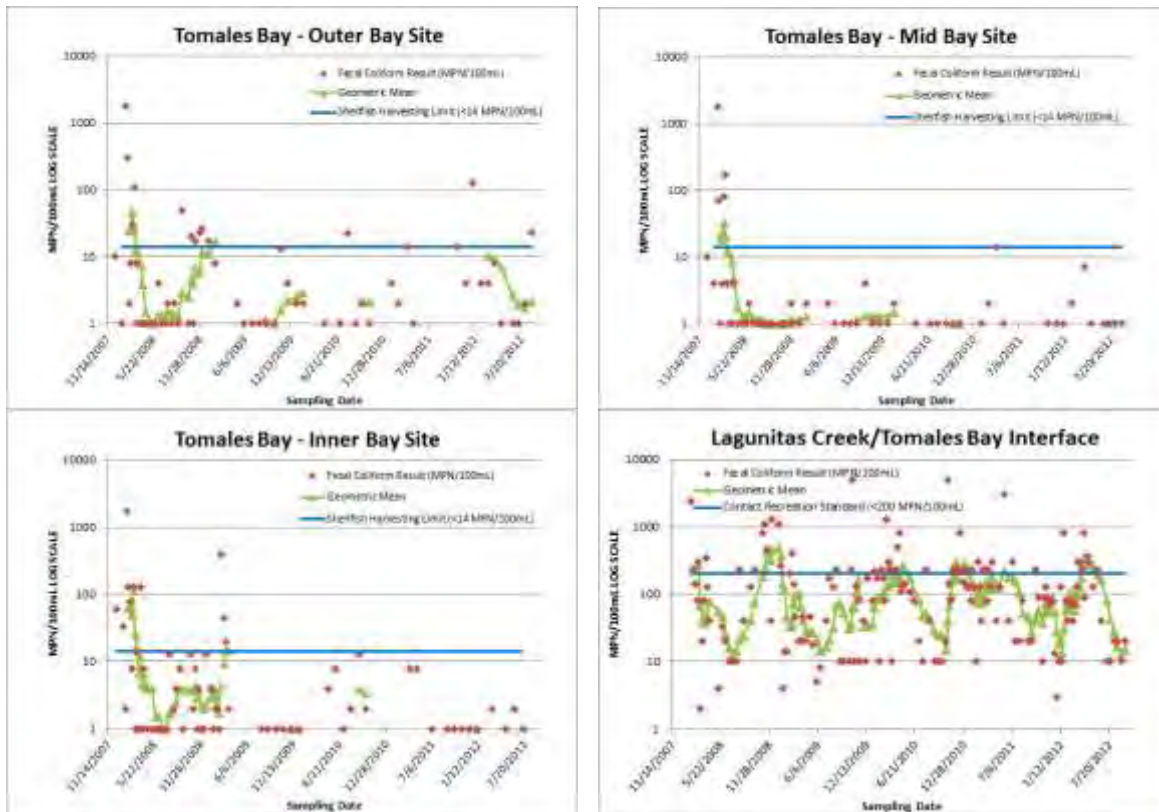 Tomales Bay - Outer Bay Site
10000
1000
100
10
1
MPN/100mL LOG SCALE
Fecal Coliform Result (MPN/100mL)
Geometric Mean
Shellfish Harvesting Limit (<14 MPN/100mL)
11/14/2007
5/22/2008
11/28/2008
6/6/2009
12/13/2009
6/2010
12/28/2010
7/6/2011
1/12/2012
7/20/2012
Sampling Date
Tomales Bay - Mid Bay Site
10000
1000
100
10
1
MPN/100mL LOG SCALE
Fecal Coliform Result (MPN/100mL)
Geometric Mean
Shellfish Harvesting Limit (<14 MPN/100mL)
11/14/2007
5/22/2008
11/28/2008
6/6/2009
12/13/2009
6/21/2010
12/28/2010
7/6/2011
1/12/2012
7/20/2012
Sampling Date
Tomales Bay - Inner Bay Site
10000
1000
100
10
1
MPN/100mL LOG SCALE
Fecal Coliform Result (MPN/100mL)
Geometric Mean
Shellfish Harvesting Limit (<14 MPN/100mL)
11/14/2007
5/22/2008
11/28/2008
6/6/2009
12/13/2009
6/21/2010
12/28/2010
7/6/2011
1/12/2012
7/20/2012
Sampling Date
Lagunitas Creek/Tomales Bay Interface
10000
1000
100
10
1
MPN/100mL LOG SCALE
Fecal Coliform Result (MPN/100mL)
Geometric Mean
Contact Recreation Standard (<200 MPN/100mL)
11/14/2007
5/22/2008
11/28/2008
6/6/2009
12/13/2009
6/21/2010
12/28/2010
7/6/2011
1/12/2012
7/20/2012
Sampling Date